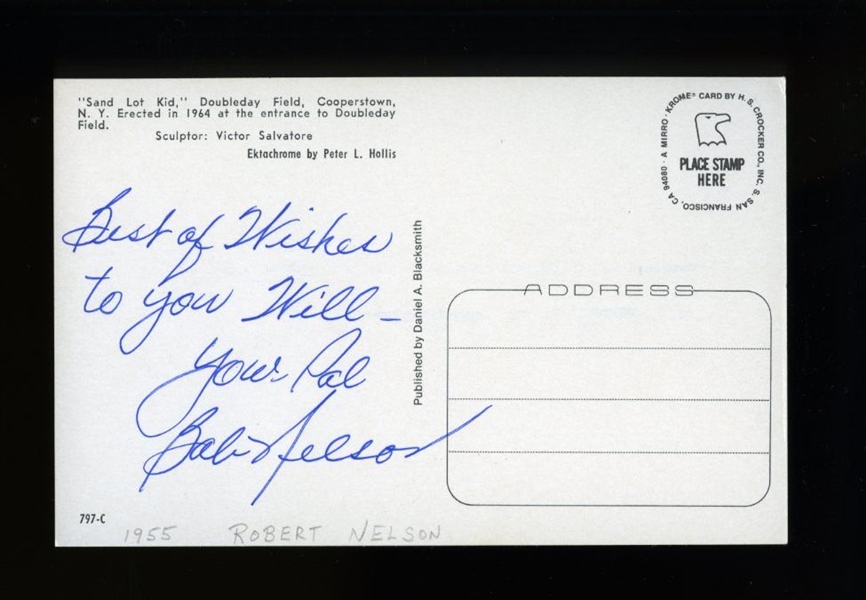 "Sand Lot Kid," Doubleday Field, Cooperstown,
N. Y. Erected in 1964 at the entrance to Doubleday
Field.
Sculptor: Victor Salvatore
Ektachrome by Peter L. Hollis
A MIRRO-KROME® CARD BY H. S. CROCKER CO., INC. S. SAN FRANCISCO, CA 94080
PLACE STAMP
HERE
Best of Wishes
to you Will -
Your Pal
Bob Nelson
Published by Daniel A. Blacksmith
ADDRESS
797-C
1955 ROBERT NELSON